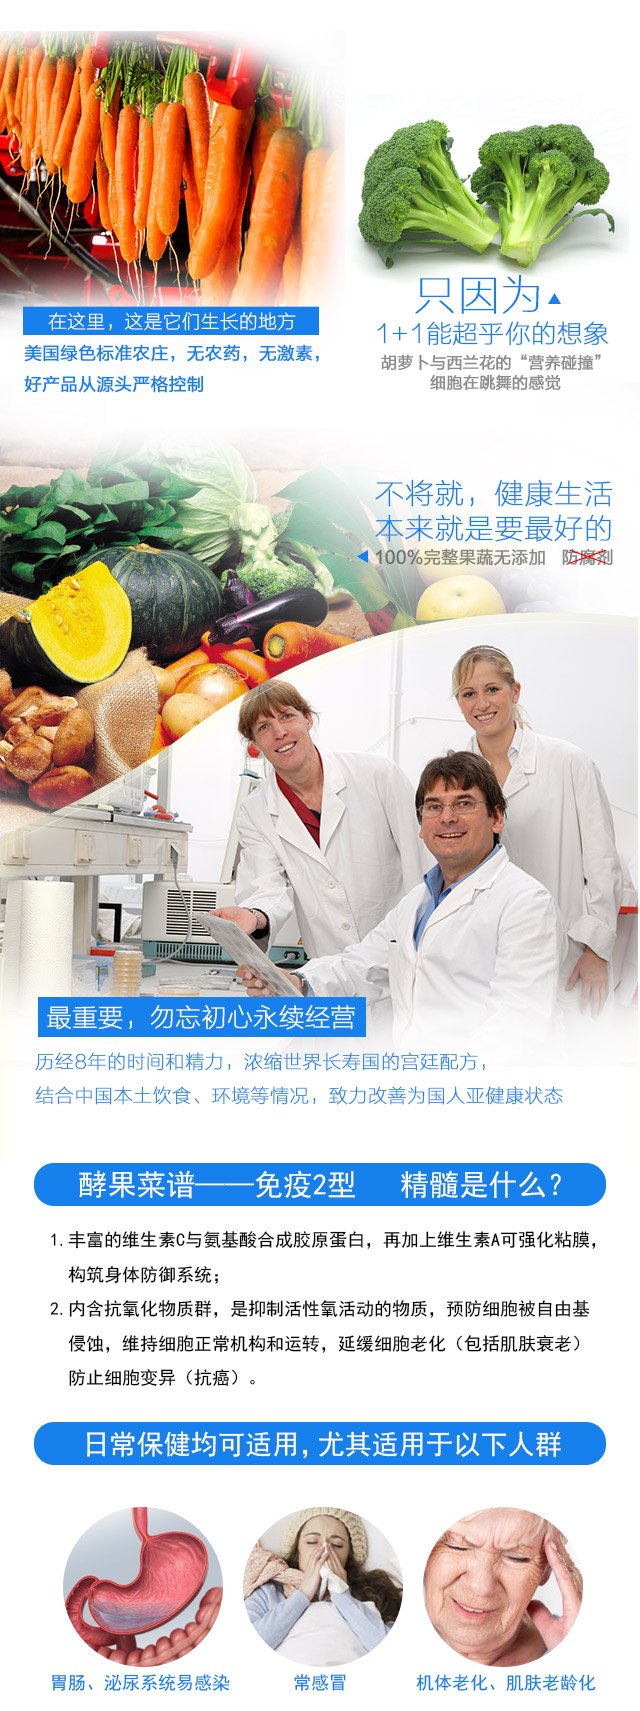 在这里，这是它们生长的地方
美国绿色标准农庄，无农药，无激素，
好产品从源头严格控制
只因为
1+1能超乎你的想象
胡萝卜与西兰花的“营养碰撞”
细胞在跳舞的感觉
不将就，健康生活
本来就是要最好的
100%完整果蔬无添加 防腐剂
最重要，勿忘初心永续经营
历经8年的时间和精力，浓缩世界长寿国的宫廷配方，
结合中国本土饮食、环境等情况，致力改善为国人亚健康状态
酵果菜谱——免疫2型 精髓是什么？
1. 丰富的维生素C与氨基酸合成胶原蛋白，再加上维生素A可强化粘膜，
构筑身体防御系统；
2. 内含抗氧化物质群，是抑制活性氧活动的物质，预防细胞被自由基
侵蚀，维持细胞正常机构和运转，延缓细胞老化（包括肌肤衰老）
防止细胞变异（抗癌）。
日常保健均可适用，尤其适用于以下人群
胃肠、泌尿系统易感染
常感冒
机体老化、肌肤老龄化